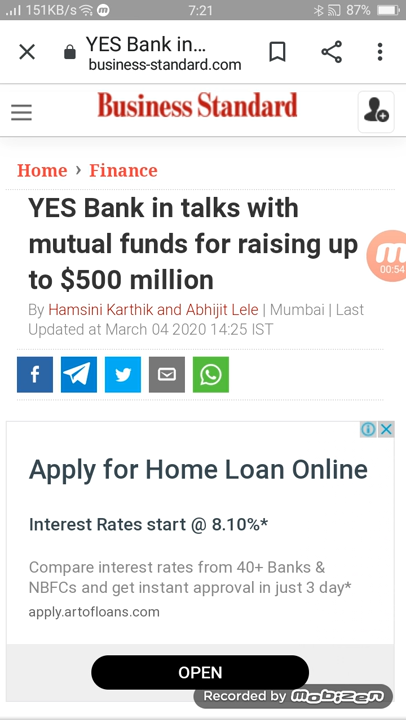 151KB/s 7:21 87%
YES Bank in...
business-standard.com
Business Standard
Home › Finance
YES Bank in talks with
mutual funds for raising up
to $500 million
00:54
By Hamsini Karthik and Abhijit Lele | Mumbai | Last
Updated at March 04 2020 14:25 IST
Apply for Home Loan Online
Interest Rates start @ 8.10%*
Compare interest rates from 40+ Banks &
NBFCs and get instant approval in just 3 day*
apply.artofloans.com
OPEN
Recorded by mobizen